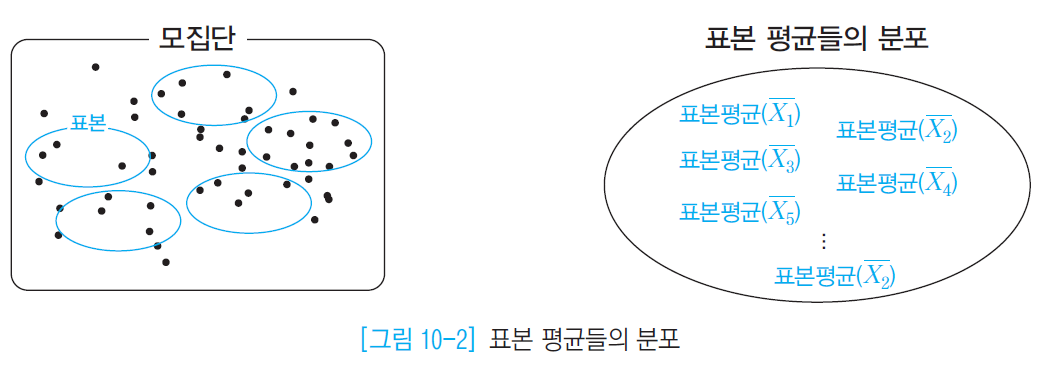 모집단
표본
표본 평균들의 분포
표본평균(X̅₁)
표본평균(X̅₂)
표본평균(X̅₃)
표본평균(X̅₄)
표본평균(X̅₅)
⋮
표본평균(X̅₂)
[그림 10-2] 표본 평균들의 분포